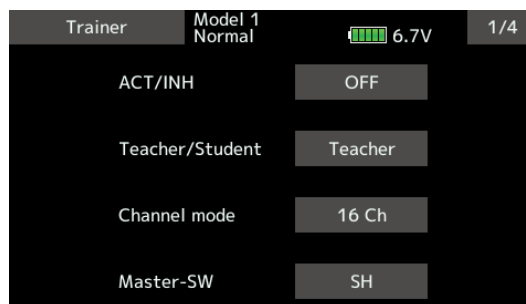 Trainer
Model 1
Normal
6.7V
1/4
ACT/INH OFF
Teacher/Student Teacher
Channel mode 16 Ch
Master-SW SH